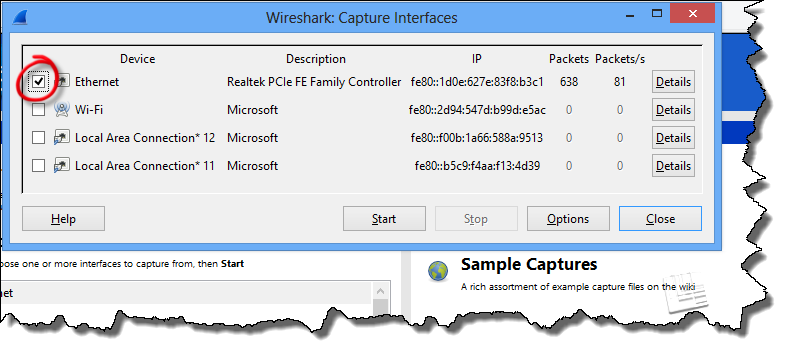 Wireshark: Capture Interfaces
Device Description IP Packets Packets/s
Ethernet Realtek PCIe FE Family Controller fe80::1d0e:627e:83f8:b3c1 638 81 Details
Wi-Fi Microsoft fe80::2d94:547d:b99d:e5ac 0 0 Details
Local Area Connection* 12 Microsoft fe80::f00b:1a66:588a:9513 0 0 Details
Local Area Connection* 11 Microsoft fe80::b5c9:f4aa:f13:4d39 0 0 Details
Help Start Stop Options Close
oose one or more interfaces to capture from, then Start
net
Sample Captures
A rich assortment of example capture files on the wiki